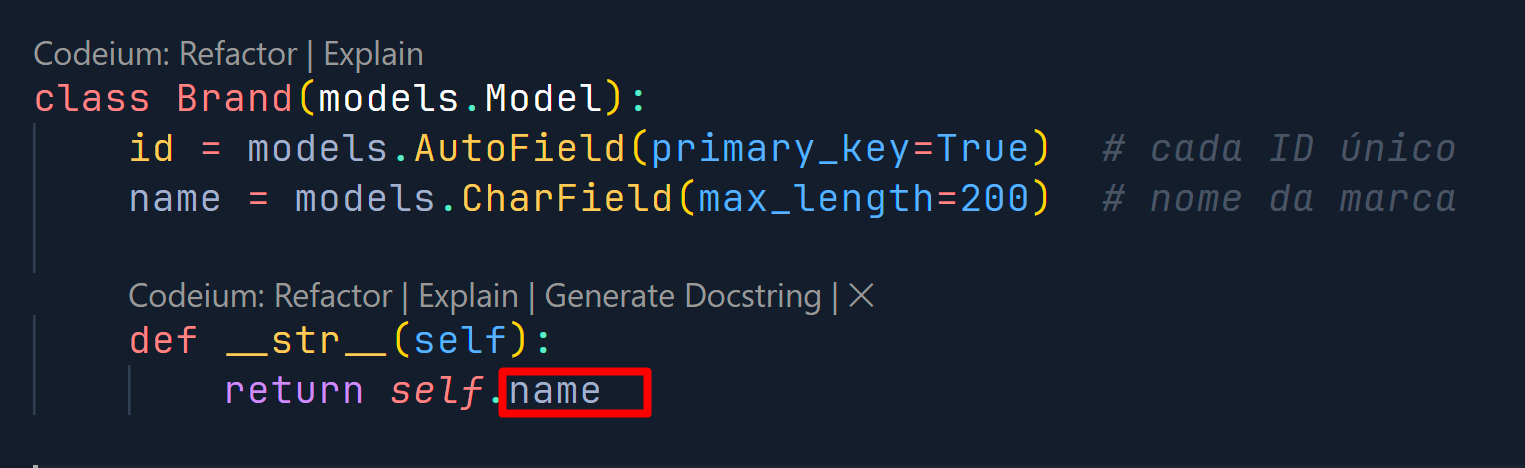 Codeium: Refactor | Explain
class Brand(models.Model):
id = models.AutoField(primary_key=True)  # cada ID único
name = models.CharField(max_length=200)  # nome da marca
Codeium: Refactor | Explain | Generate Docstring | ×
def __str__(self):
return self.name